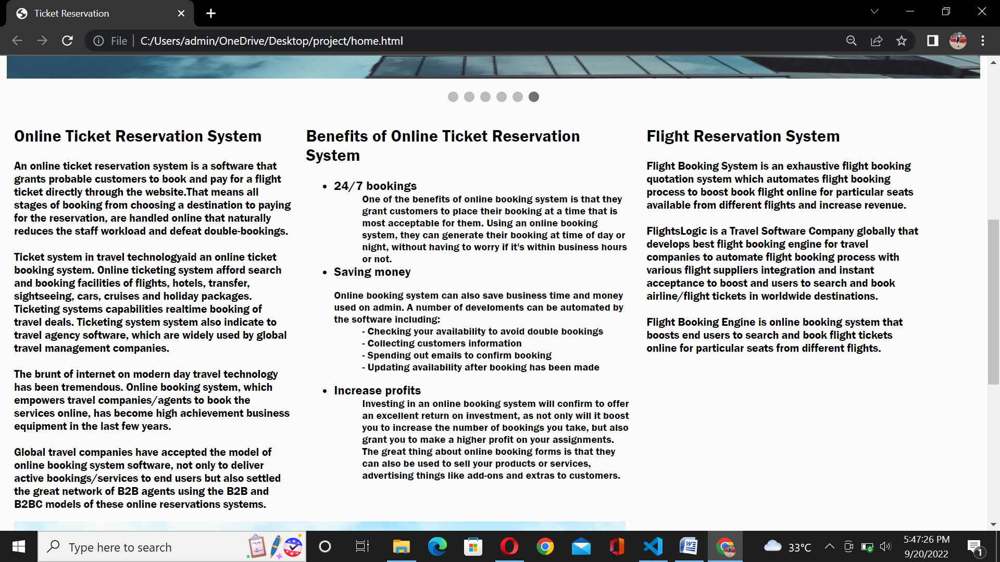 Ticket Reservation
File
C:/Users/admin/OneDrive/Desktop/project/home.html
Online Ticket Reservation System
An online ticket reservation system is a software that
grants probable customers to book and pay for a flight
ticket directly through the website.That means all
stages of booking from choosing a destination to paying
for the reservation, are handled online that naturally
reduces the staff workload and defeat double-bookings.
Ticket system in travel technologyaid an online ticket
booking system. Online ticketing system afford search
and booking facilities of flights, hotels, transfer,
sightseeing, cars, cruises and holiday packages.
Ticketing systems capabilities realtime booking of
travel deals. Ticketing system system also indicate to
travel agency software, which are widely used by global
travel management companies.
The brunt of internet on modern day travel technology
has been tremendous. Online booking system, which
empowers travel companies/agents to book the
services online, has become high achievement business
equipment in the last few years.
Global travel companies have accepted the model of
online booking system software, not only to deliver
active bookings/services to end users but also settled
the great network of B2B agents using the B2B and
B2BC models of these online reservations systems.
Benefits of Online Ticket Reservation
System
• 24/7 bookings
One of the benefits of online booking system is that they
grant customers to place their booking at a time that is
most acceptable for them. Using an online booking
system, they can generate their booking at time of day or
night, without having to worry if it's within business hours
or not.
• Saving money
Online booking system can also save business time and money
used on admin. A number of develoments can be automated by
the software including:
- Checking your availability to avoid double bookings
- Collecting customers information
- Spending out emails to confirm booking
- Updating availability after booking has been made
• Increase profits
Investing in an online booking system will confirm to offer
an excellent return on investment, as not only will it boost
you to increase the number of bookings you take, but also
grant you to make a higher profit on your assignments.
The great thing about online booking forms is that they
can also be used to sell your products or services,
advertising things like add-ons and extras to customers.
Flight Reservation System
Flight Booking System is an exhaustive flight booking
quotation system which automates flight booking
process to boost book flight online for particular seats
available from different flights and increase revenue.
FlightsLogic is a Travel Software Company globally that
develops best flight booking engine for travel
companies to automate flight booking process with
various flight suppliers integration and instant
acceptance to boost and users to search and book
airline/flight tickets in worldwide destinations.
Flight Booking Engine is online booking system that
boosts end users to search and book flight tickets
online for particular seats from different flights.
Type here to search
33°C
5:47:26 PM
9/20/2022
1